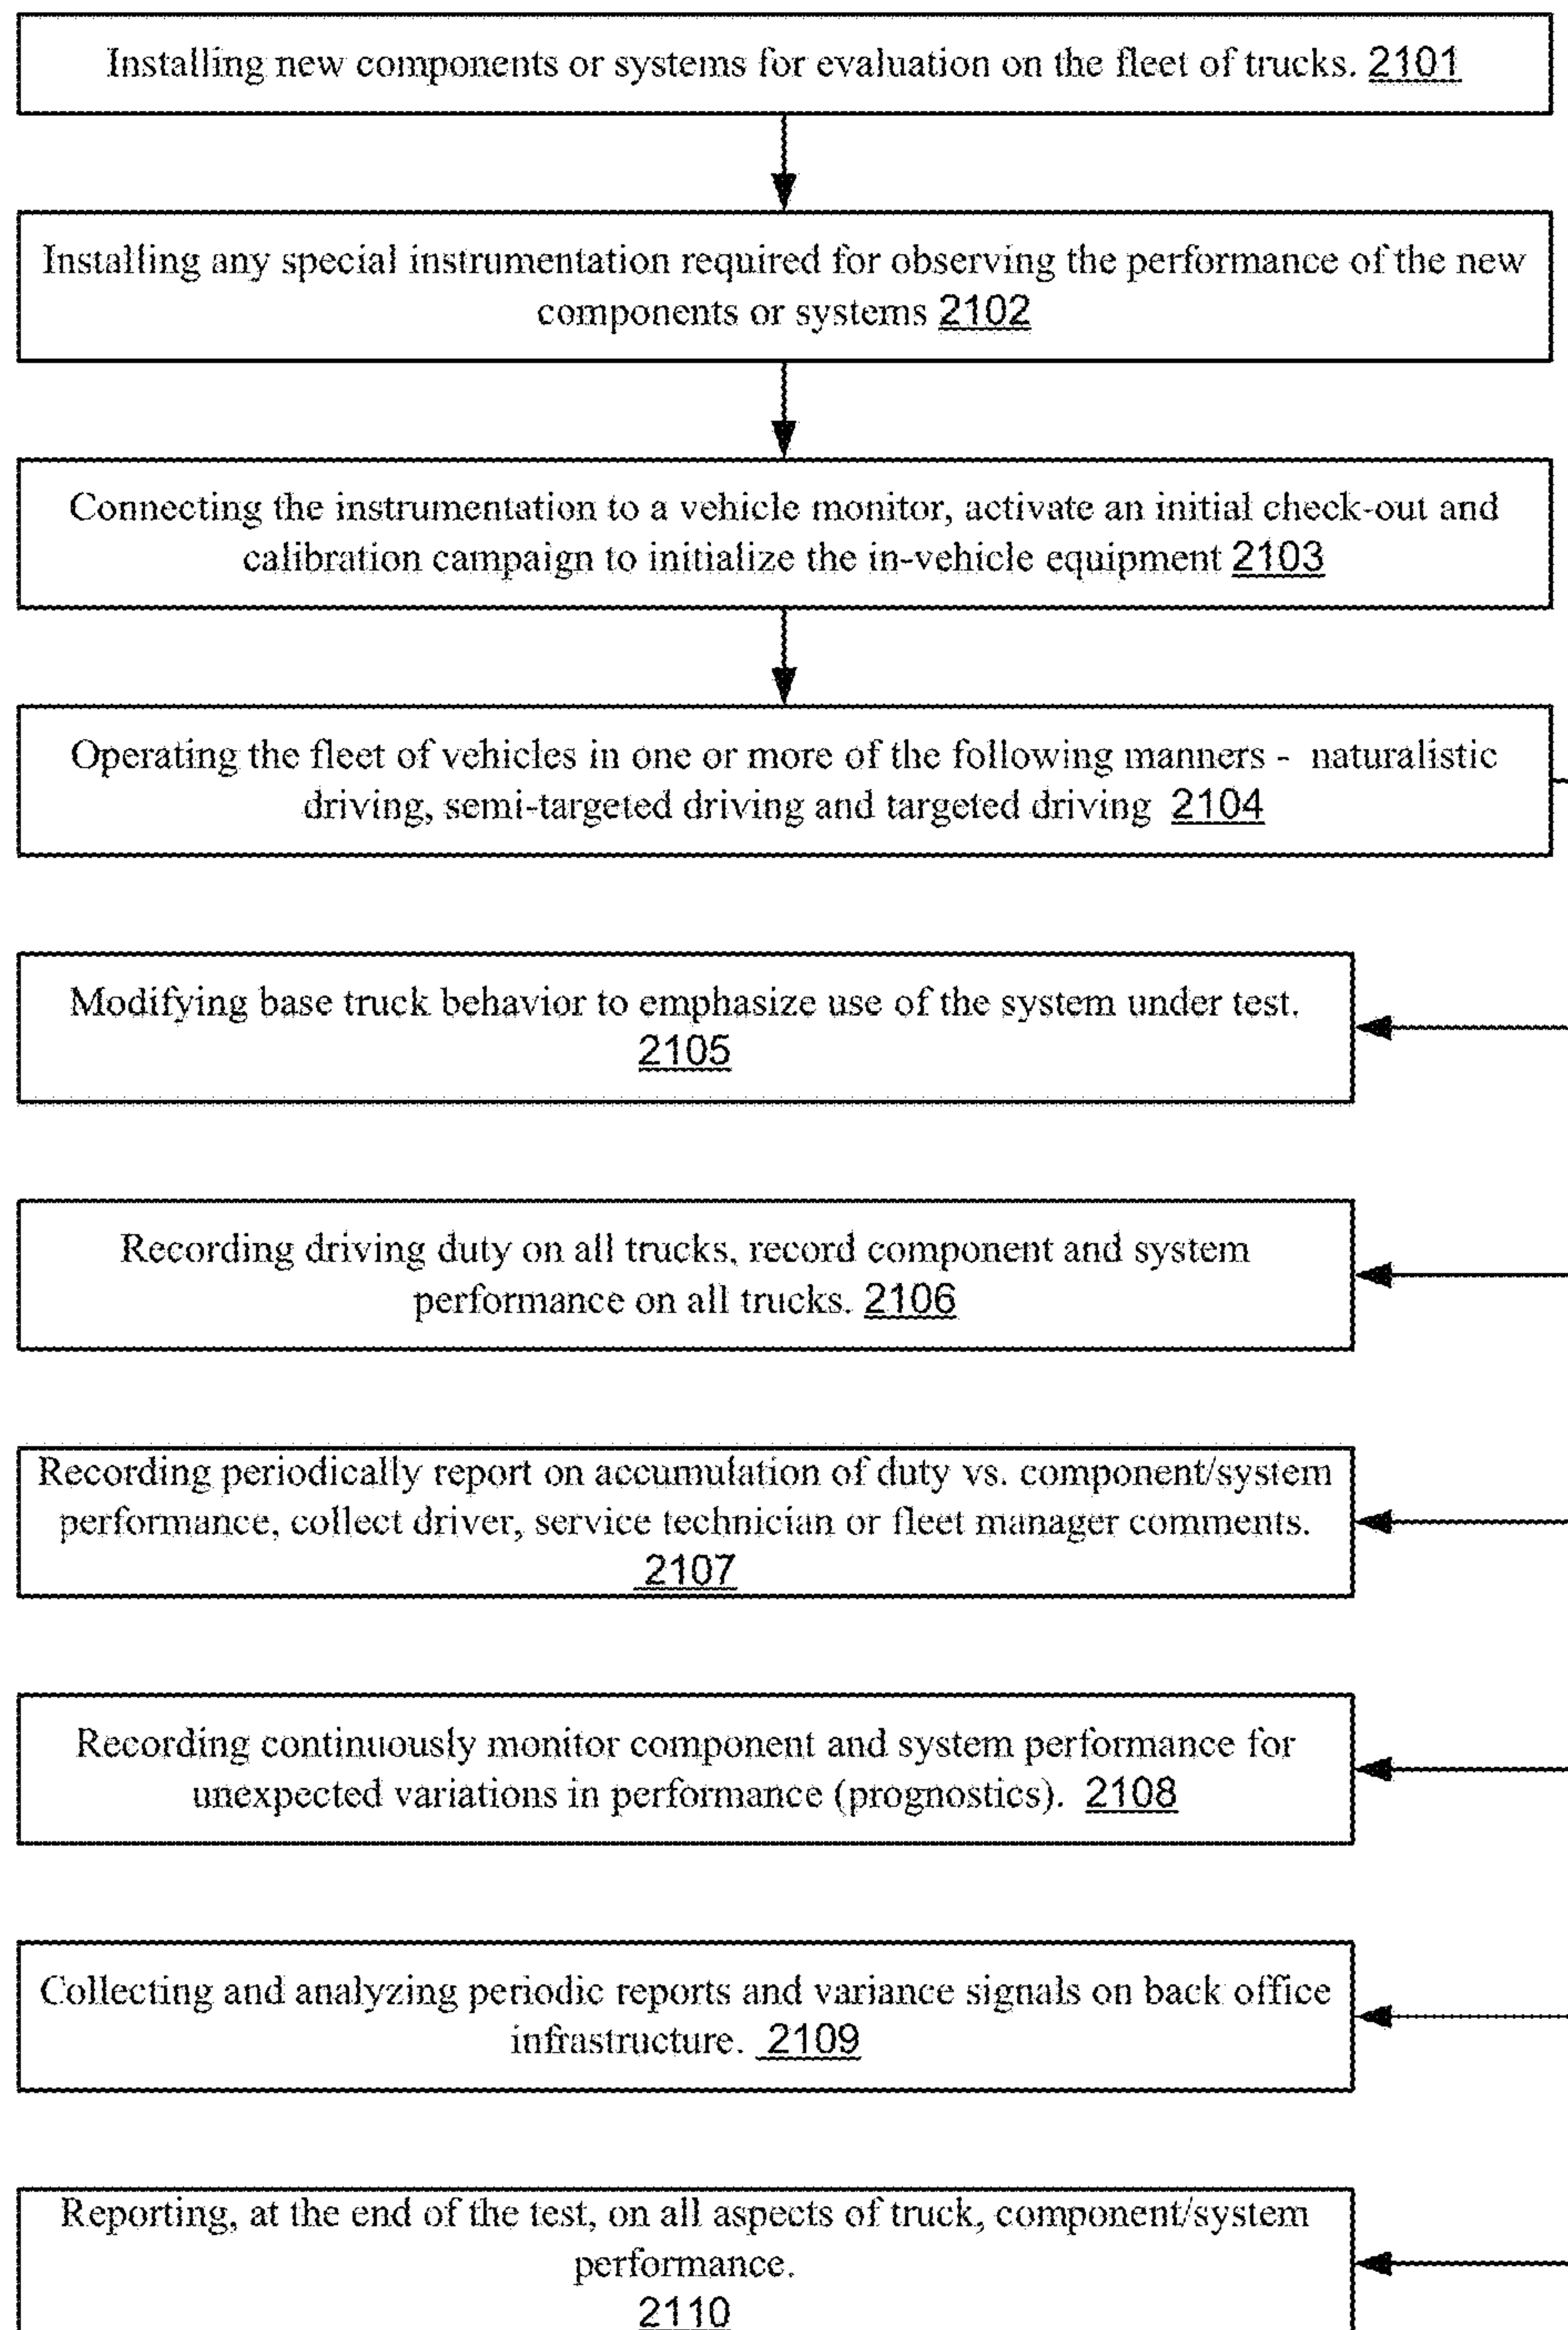 Installing new components or systems for evaluation on the fleet of trucks. 2101
Installing any special instrumentation required for observing the performance of the new
components or systems 2102
Connecting the instrumentation to a vehicle monitor, activate an initial check-out and
calibration campaign to initialize the in-vehicle equipment 2103
Operating the fleet of vehicles in one or more of the following manners - naturalistic
driving, semi-targeted driving and targeted driving 2104
Modifying base truck behavior to emphasize use of the system under test.
2105
Recording driving duty on all trucks, record component and system
performance on all trucks. 2106
Recording periodically report on accumulation of duty vs. component/system
performance, collect driver, service technician or fleet manager comments.
2107
Recording continuously monitor component and system performance for
unexpected variations in performance (prognostics). 2108
Collecting and analyzing periodic reports and variance signals on back office
infrastructure. 2109
Reporting, at the end of the test, on all aspects of truck, component/system
performance.
2110